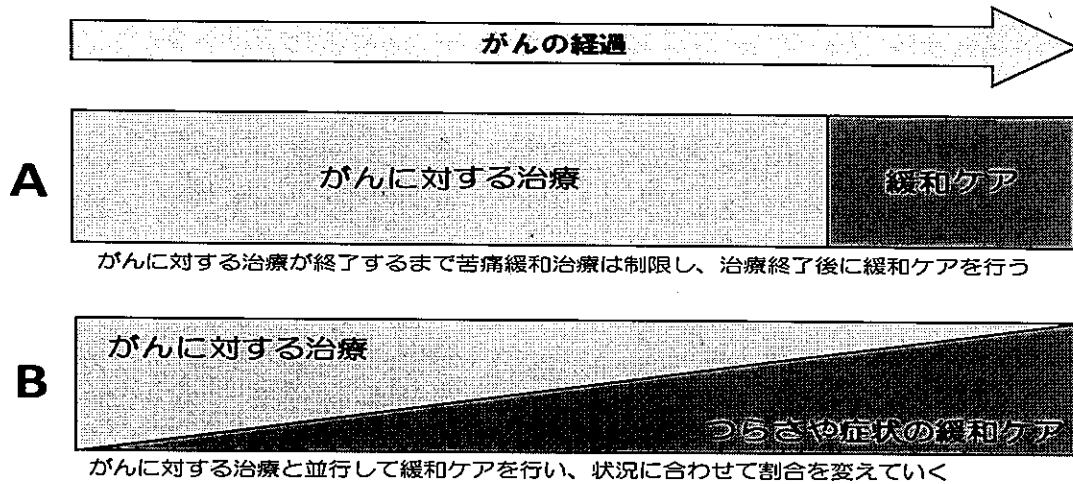 がんの経過
A
がんに対する治療
緩和ケア
がんに対する治療が終了するまで苦痛緩和治療は制限し、治療終了後に緩和ケアを行う
B
がんに対する治療
つらさや症状の緩和ケア
がんに対する治療と並行して緩和ケアを行い、状況に合わせて割合を変えていく